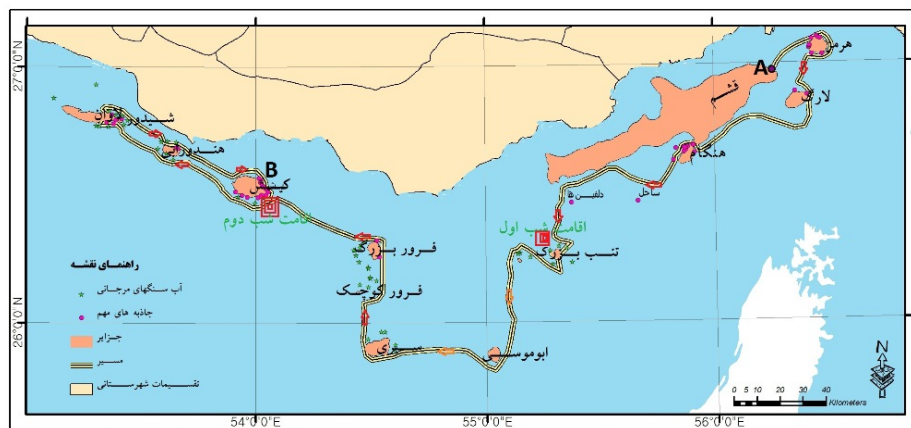 هرمز
A
لارک
قشم
هنگام
ساحل
دلفین ها
شیدور
لاوان
هندورابی
B
کیش
اقامت شب دوم
اقامت شب اول
تنب بزرگ
فرور بزرگ
فرور کوچک
سیری
ابوموسی
راهنمای نقشه
آب سنگهای مرجانی
جاذبه های مهم
جزایر
مسیر
تقسیمات شهرستانی
27°0'0"N
26°0'0"N
54°0'0"E
55°0'0"E
56°0'0"E
N
0 5 10 20 30 40
Kilometers